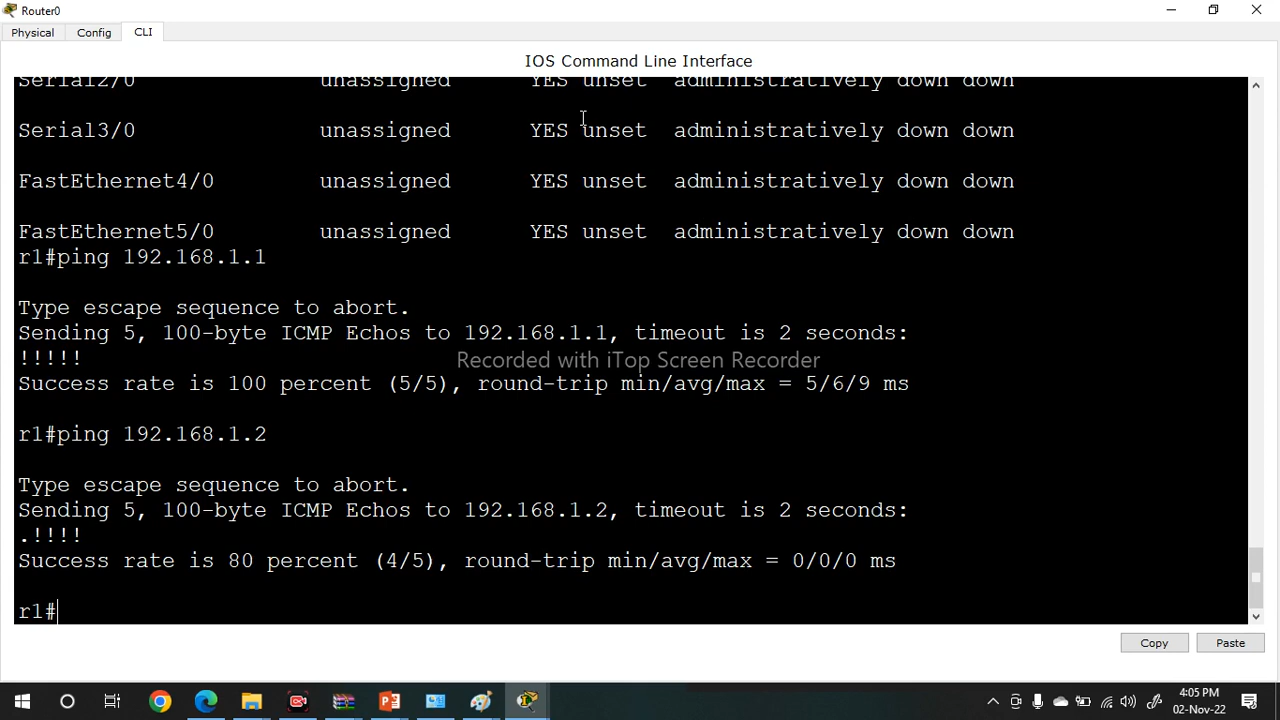 Router0
Physical Config CLI
IOS Command Line Interface
Serial2/0 unassigned YES unset administratively down down
Serial3/0 unassigned YES unset administratively down down
FastEthernet4/0 unassigned YES unset administratively down down
FastEthernet5/0 unassigned YES unset administratively down down
r1#ping 192.168.1.1
Type escape sequence to abort.
Sending 5, 100-byte ICMP Echos to 192.168.1.1, timeout is 2 seconds:
!!!!!
Recorded with iTop Screen Recorder
Success rate is 100 percent (5/5), round-trip min/avg/max = 5/6/9 ms
r1#ping 192.168.1.2
Type escape sequence to abort.
Sending 5, 100-byte ICMP Echos to 192.168.1.2, timeout is 2 seconds:
.!!!!
Success rate is 80 percent (4/5), round-trip min/avg/max = 0/0/0 ms
r1#
Copy Paste
4:05 PM
02-Nov-22